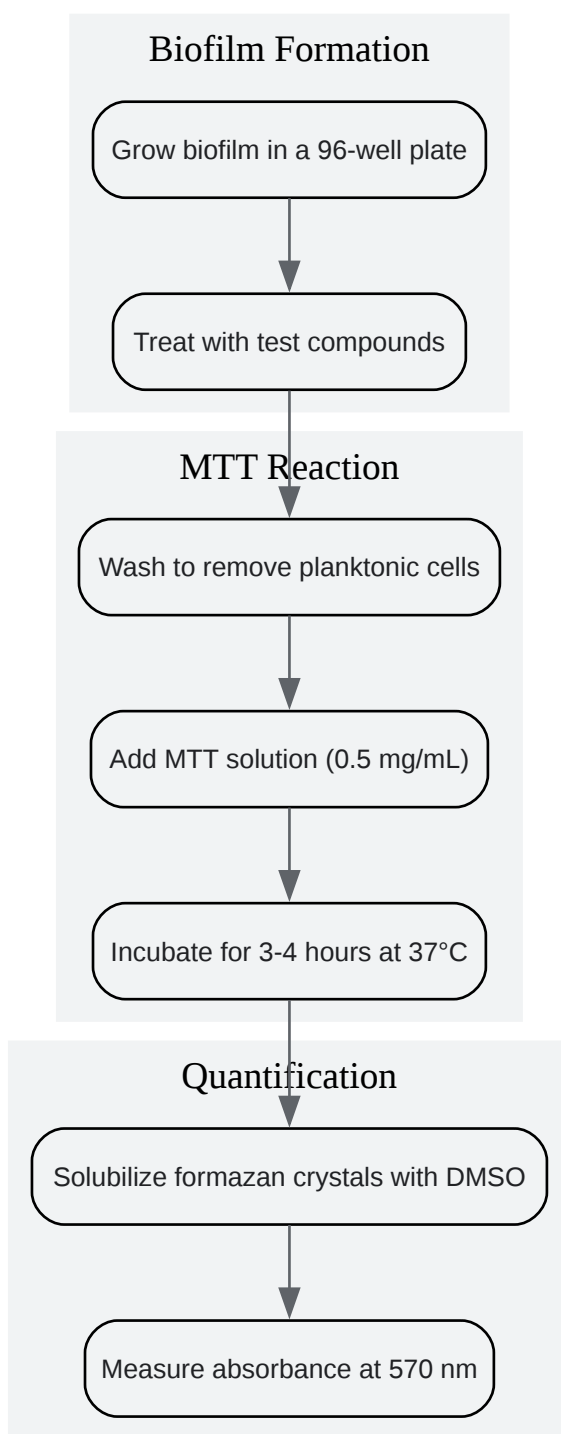 Biofilm Formation
Grow biofilm in a 96-well plate
Treat with test compounds
MTT Reaction
Wash to remove planktonic cells
Add MTT solution (0.5 mg/mL)
Incubate for 3-4 hours at 37°C
Quantification
Solubilize formazan crystals with DMSO
Measure absorbance at 570 nm